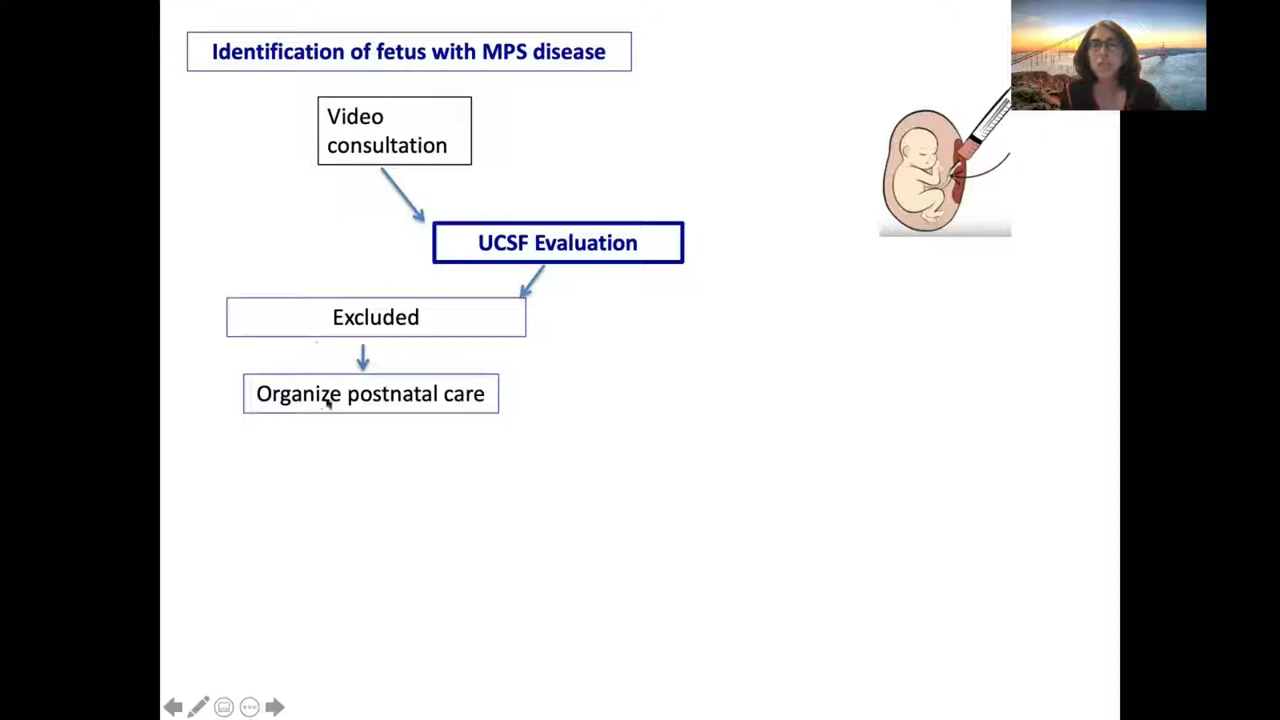 Identification of fetus with MPS disease
Video
consultation
UCSF Evaluation
Excluded
Organize postnatal care